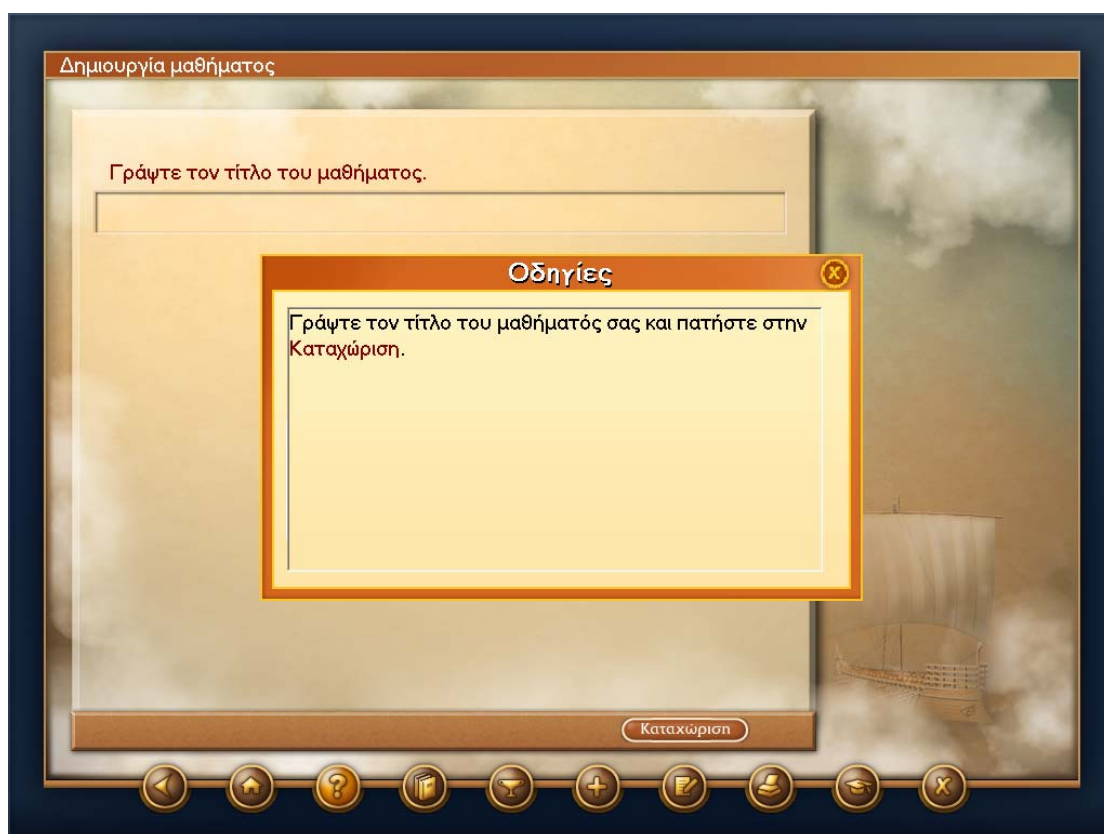 Δημιουργία μαθήματος
Γράψτε τον τίτλο του μαθήματος.
Οδηγίες
Γράψτε τον τίτλο του μαθήματός σας και πατήστε στην
Καταχώριση.
Καταχώριση